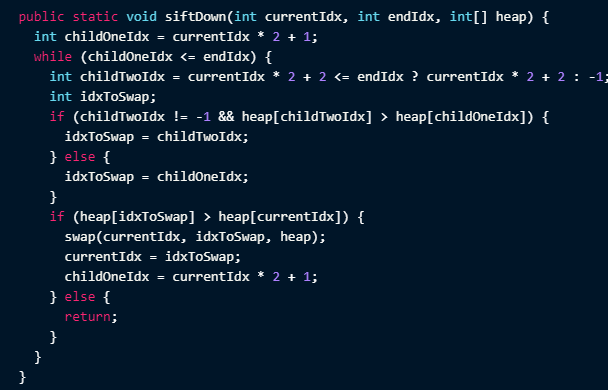 public static void siftDown(int currentIdx, int endIdx, int[] heap) {
int childOneIdx = currentIdx * 2 + 1;
while (childOneIdx <= endIdx) {
int childTwoIdx = currentIdx * 2 + 2 <= endIdx ? currentIdx * 2 + 2 : -1;
int idxToSwap;
if (childTwoIdx != -1 && heap[childTwoIdx] > heap[childOneIdx]) {
idxToSwap = childTwoIdx;
} else {
idxToSwap = childOneIdx;
}
if (heap[idxToSwap] > heap[currentIdx]) {
swap(currentIdx, idxToSwap, heap);
currentIdx = idxToSwap;
childOneIdx = currentIdx * 2 + 1;
} else {
return;
}
}
}